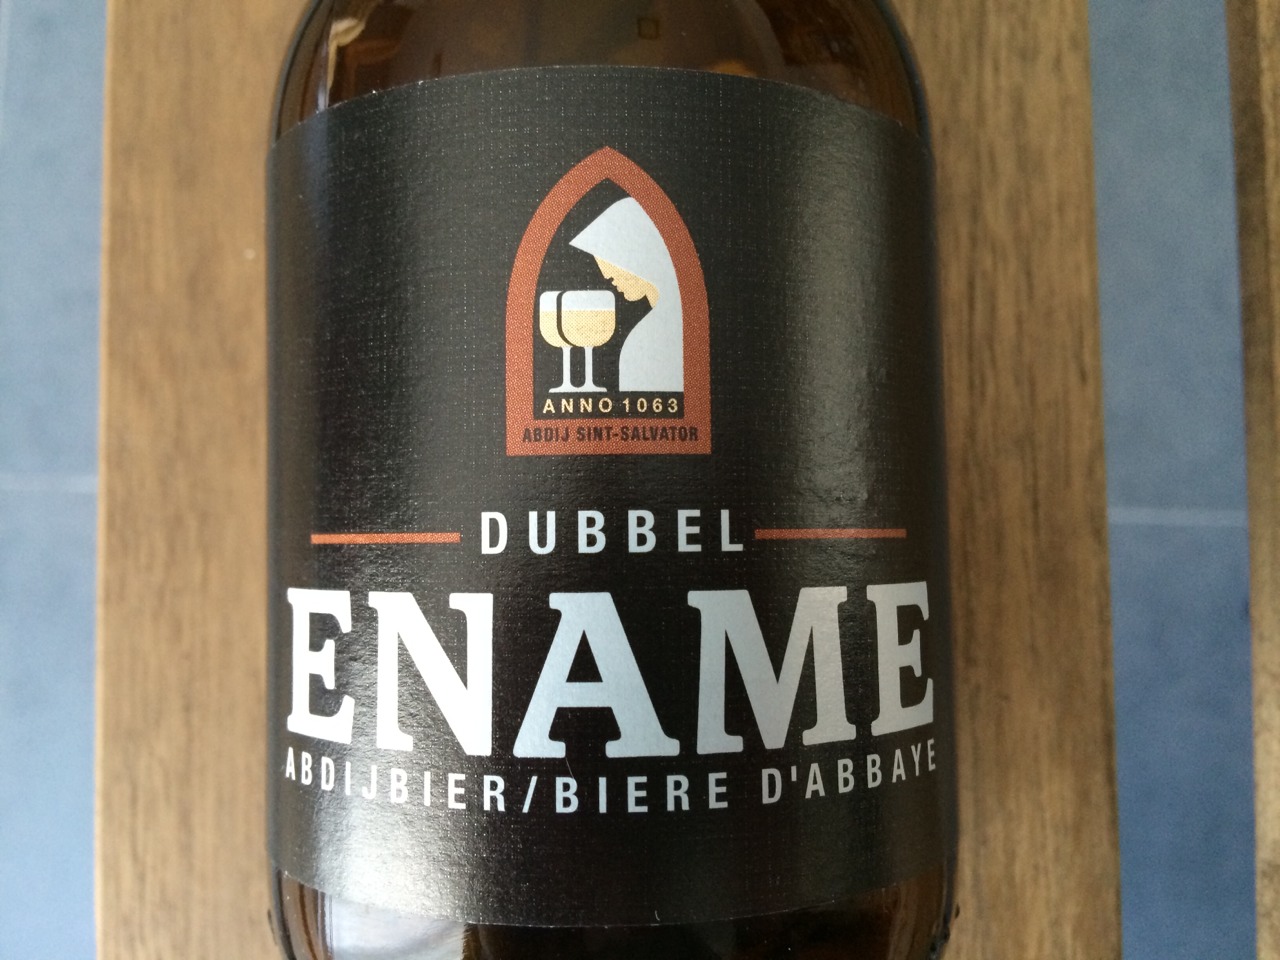 ANNO 1063
ABDIJ SINT-SALVATOR
DUBBEL
ENAME
ABDIJBIER/BIERE D'ABBAYE